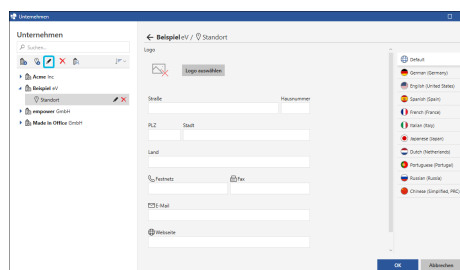 Unternehmen
Unternehmen
Suchen...
Acme Inc
Beispiel eV
Standort
empower GmbH
Made in Office GmbH
Beispiel eV / Standort
Logo
Logo auswählen
Straße Hausnummer
PLZ Stadt
Land
Festnetz Fax
E-Mail
Webseite
Default
German (Germany)
English (United States)
Spanish (Spain)
French (France)
Italian (Italy)
Japanese (Japan)
Dutch (Netherlands)
Portuguese (Portugal)
Russian (Russia)
Chinese (Simplified, PRC)
OK Abbrechen